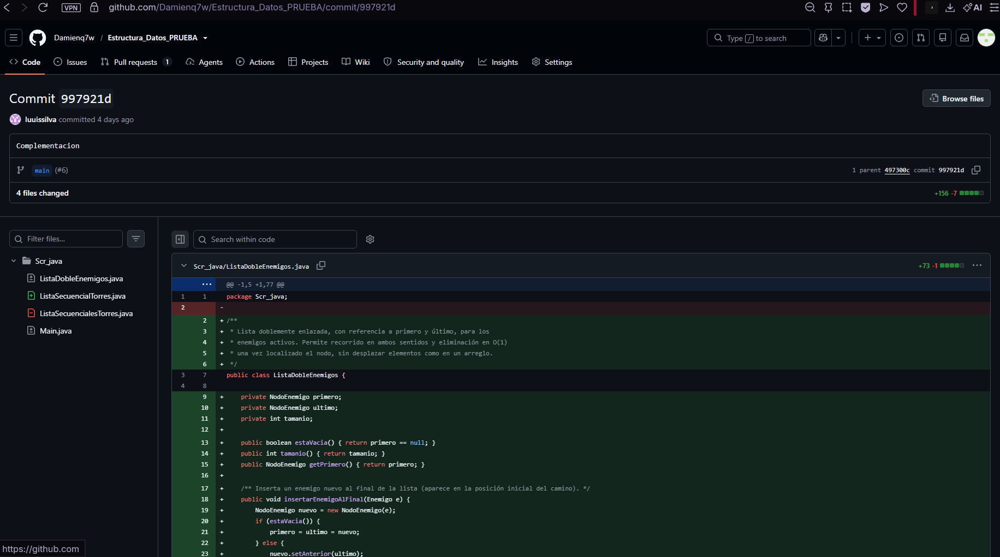 VPN github.com/Damienq7w/Estructura_Datos_PRUEBA/commit/997921d AI
Damienq7w / Estructura_Datos_PRUEBA Type / to search
Code Issues Pull requests 1 Agents Actions Projects Wiki Security and quality Insights Settings
Commit 997921d Browse files
luuissilva committed 4 days ago
Complementacion
main (#6) 1 parent 497300c commit 997921d
4 files changed +156 -7
Filter files... Search within code
Scr_java
ListaDobleEnemigos.java
ListaSecuencialTorres.java
ListaSecuencialesTorres.java
Main.java
Scr_java/ListaDobleEnemigos.java +73 -1
@@ -1,5 +1,77 @@
1 1 package Scr_java;
2 -
2 + /**
3 + * Lista doblemente enlazada, con referencia a primero y último, para los
4 + * enemigos activos. Permite recorrido en ambos sentidos y eliminación en O(1)
5 + * una vez localizado el nodo, sin desplazar elementos como en un arreglo.
6 + */
3 7 public class ListaDobleEnemigos {
4 8
9 + private NodoEnemigo primero;
10 + private NodoEnemigo ultimo;
11 + private int tamanio;
12 +
13 + public boolean estaVacia() { return primero == null; }
14 + public int tamanio() { return tamanio; }
15 + public NodoEnemigo getPrimero() { return primero; }
16 +
17 + /** Inserta un enemigo nuevo al final de la lista (aparece en la posición inicial del camino). */
18 + public void insertarEnemigoAlFinal(Enemigo e) {
19 + NodoEnemigo nuevo = new NodoEnemigo(e);
20 + if (estaVacia()) {
21 + primero = ultimo = nuevo;
22 + } else {
23 + nuevo.setAnterior(ultimo);
https://github.com